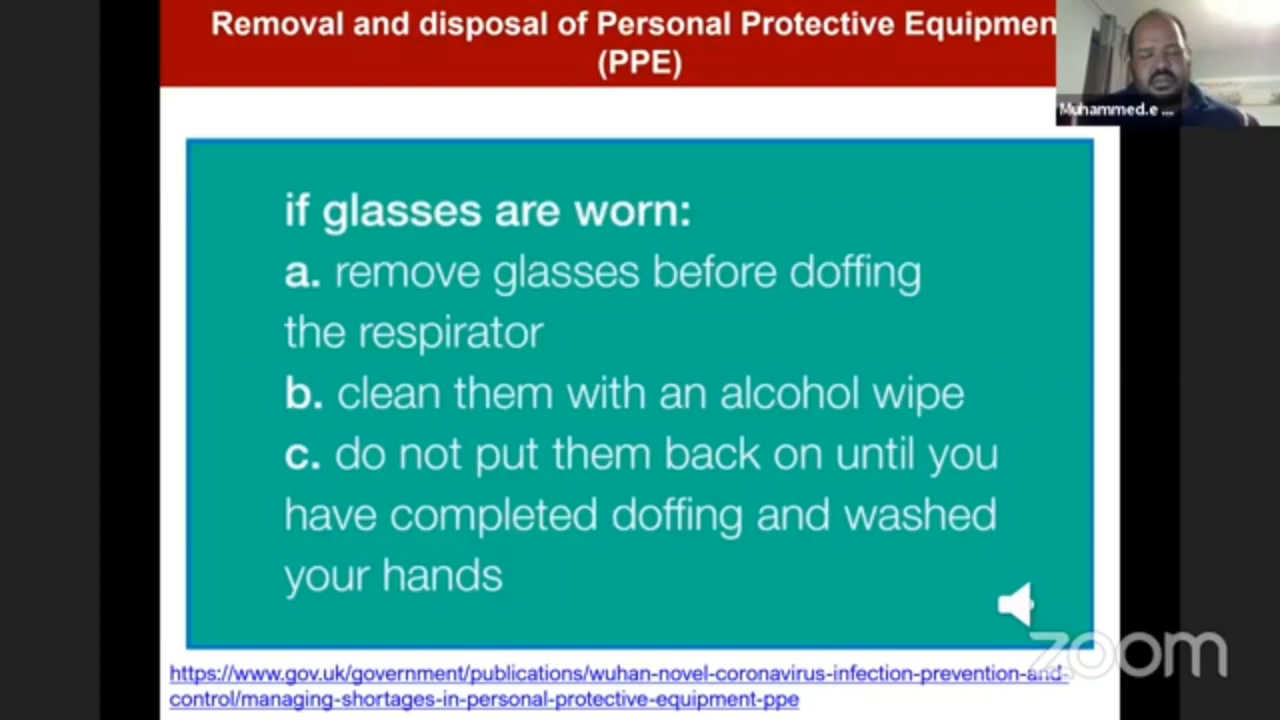 Removal and disposal of Personal Protective Equipmen
(PPE)
Muhammed.e ...
if glasses are worn:
a. remove glasses before doffing
the respirator
b. clean them with an alcohol wipe
c. do not put them back on until you
have completed doffing and washed
your hands
zoom
https://www.gov.uk/government/publications/wuhan-novel-coronavirus-infection-prevention-and-
control/managing-shortages-in-personal-protective-equipment-ppe